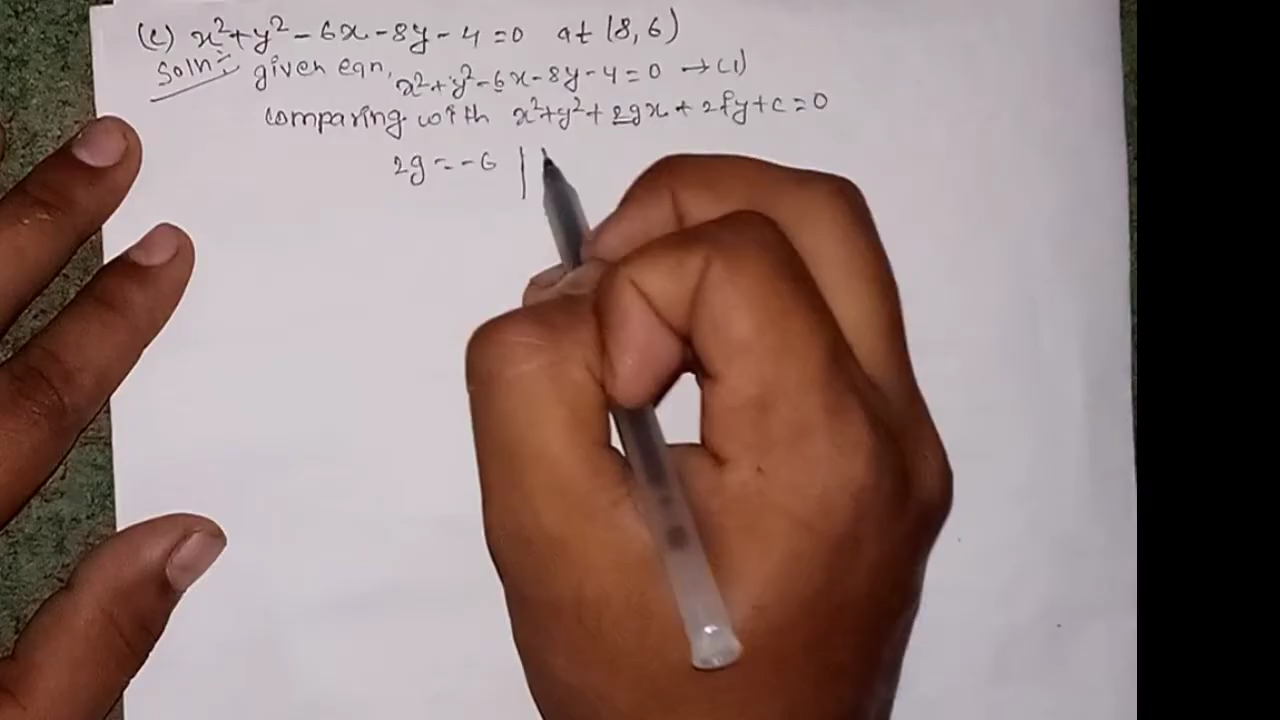 (c) x²+y²-6x-8y-4=0 at (8,6)
Soln:- given eqn, x²+y²-6x-8y-4=0 →(1)
comparing with x²+y²+2gx+2fy+c=0
2g=-6 |